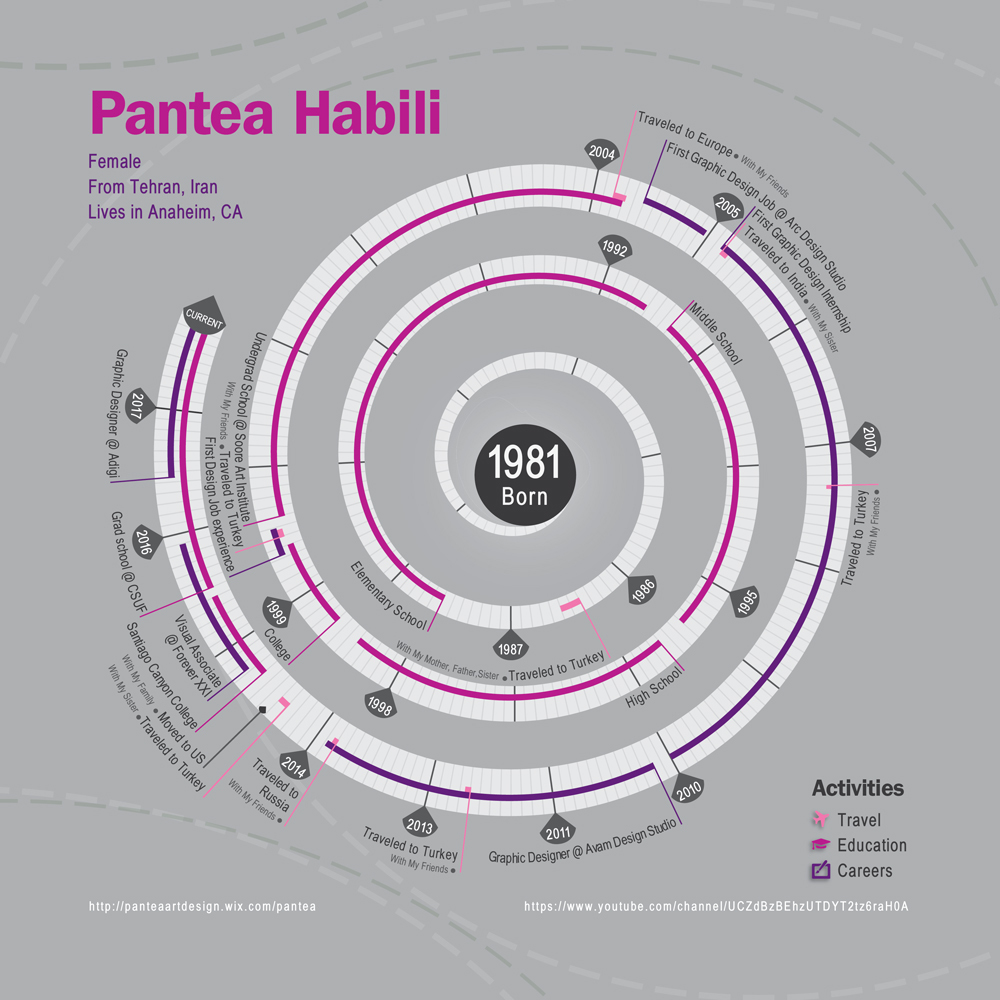 Pantea Habili
Female
From Tehran, Iran
Lives in Anaheim, CA
1981
Born
1986
1987
Traveled to Turkey
With My Mother, Father,Sister
Elementary School
1992
Middle School
1995
High School
1998
College
1999
First Design Job experience
With My Friends • Traveled to Turkey
Undergrad School @ Soore Art Institute
2004
Traveled to Europe • With My Friends
First Graphic Design Job @ Arc Design Studio
2005
First Graphic Design Internship
Traveled to India • With My Sister
2007
Traveled to Turkey
With My Friends •
2010
Graphic Designer @ Avam Design Studio
2011
Traveled to Turkey
With My Friends •
2013
Traveled to
Russia
With My Friends •
2014
With My Sister • Traveled to Turkey
With My Family • Moved to US
Santiago Canyon College
Visual Associate
@ Forever XXI
Grad school @ CSUF
2016
Graphic Designer @ Adigi
2017
CURRENT
Activities
Travel
Education
Careers
http://panteaartdesign.wix.com/pantea
https://www.youtube.com/channel/UCZdBzBEhzUTDYT2tz6raH0A